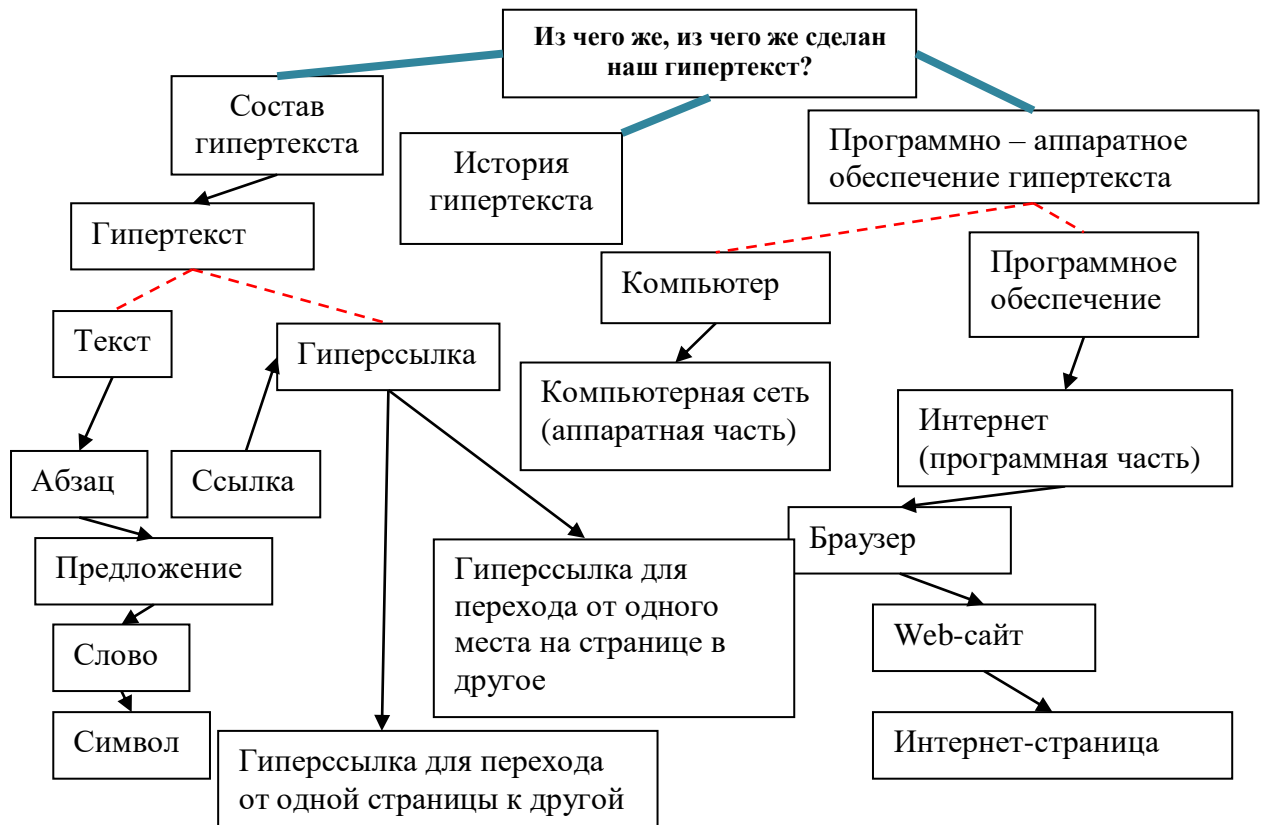 Из чего же, из чего же сделан
наш гипертекст?
Состав
гипертекста
История
гипертекста
Программно – аппаратное
обеспечение гипертекста
Гипертекст
Компьютер
Программное
обеспечение
Текст
Гиперссылка
Компьютерная сеть
(аппаратная часть)
Интернет
(программная часть)
Абзац
Ссылка
Браузер
Предложение
Гиперссылка для
перехода от одного
места на странице в
другое
Слово
Web-сайт
Символ
Гиперссылка для перехода
от одной страницы к другой
Интернет-страница